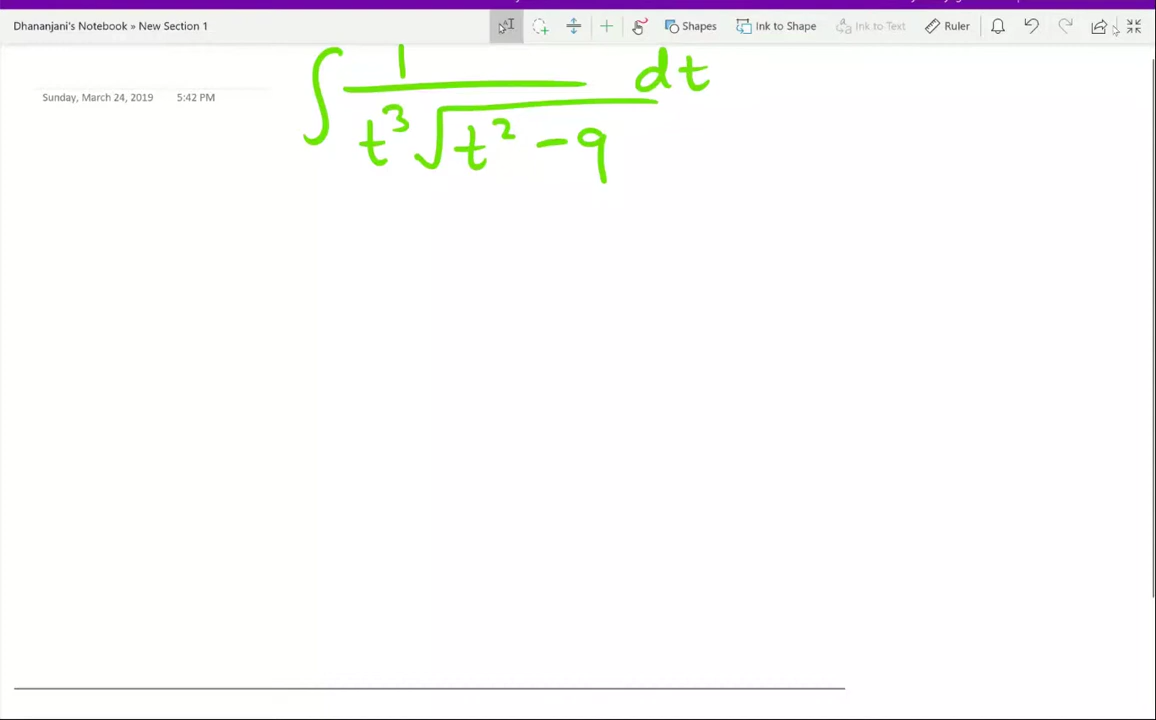 Dhananjani's Notebook » New Section 1 Shapes Ink to Shape Ink to Text Ruler
∫ 1 / (t³√(t² − 9)) dt
Sunday, March 24, 2019 5:42 PM